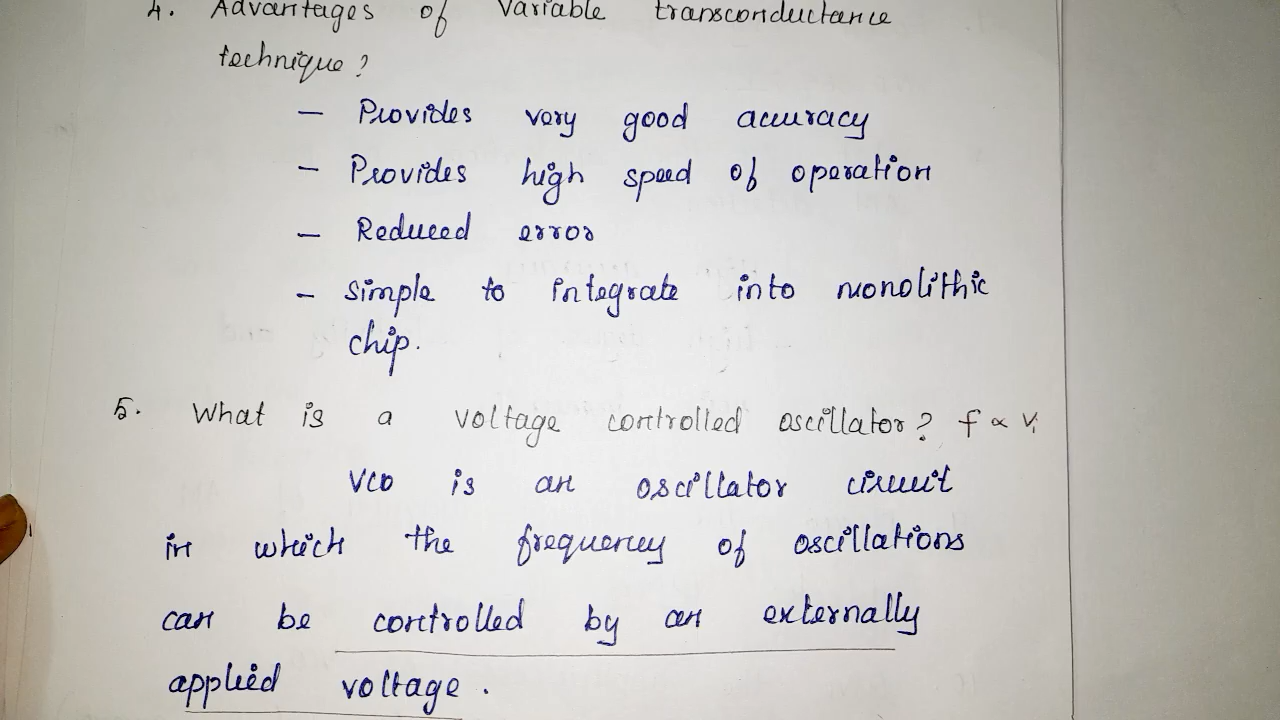 4. Advantages of Variable transconductance
technique?
— Provides very good accuracy
— Provides high speed of operation
— Reduced error
— Simple to integrate into monolithic
chip.
5. What is a voltage controlled oscillator? f ∝ Vi
VCO is an oscillator circuit
in which the frequency of oscillations
can be controlled by an externally
applied voltage.